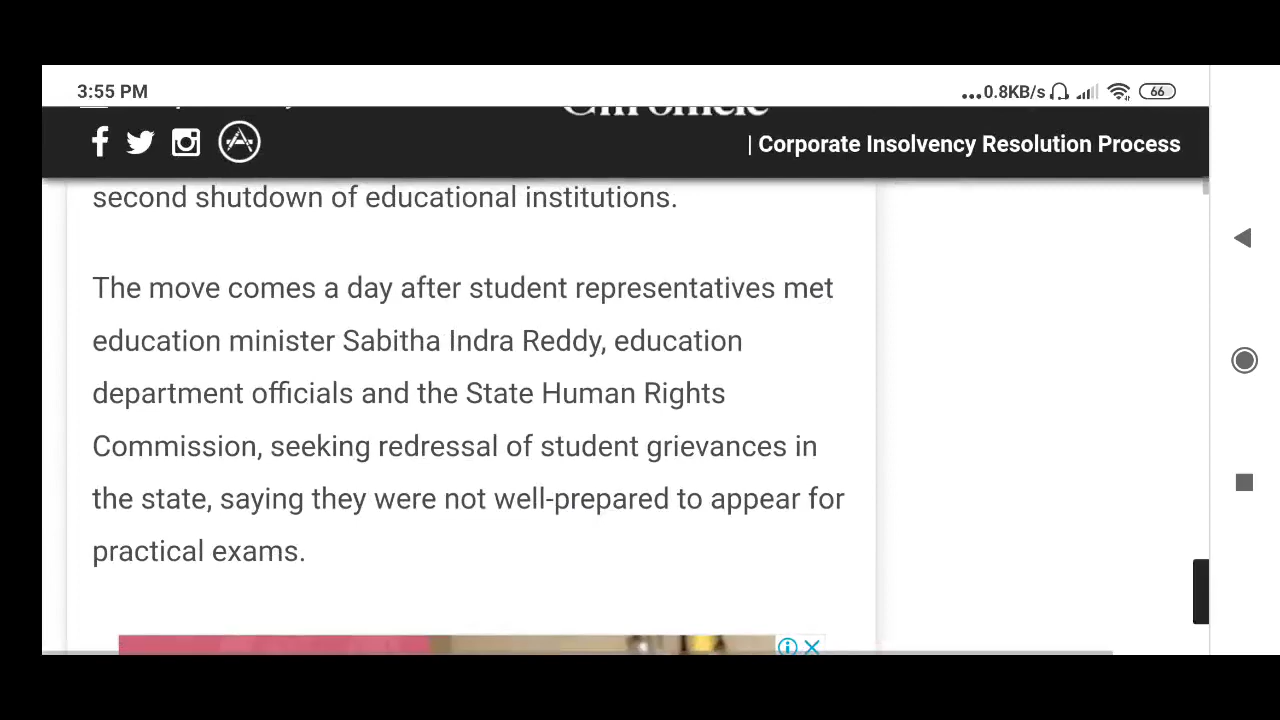 3:55 PM
...0.8KB/s
66
| Corporate Insolvency Resolution Process
second shutdown of educational institutions.
The move comes a day after student representatives met
education minister Sabitha Indra Reddy, education
department officials and the State Human Rights
Commission, seeking redressal of student grievances in
the state, saying they were not well-prepared to appear for
practical exams.